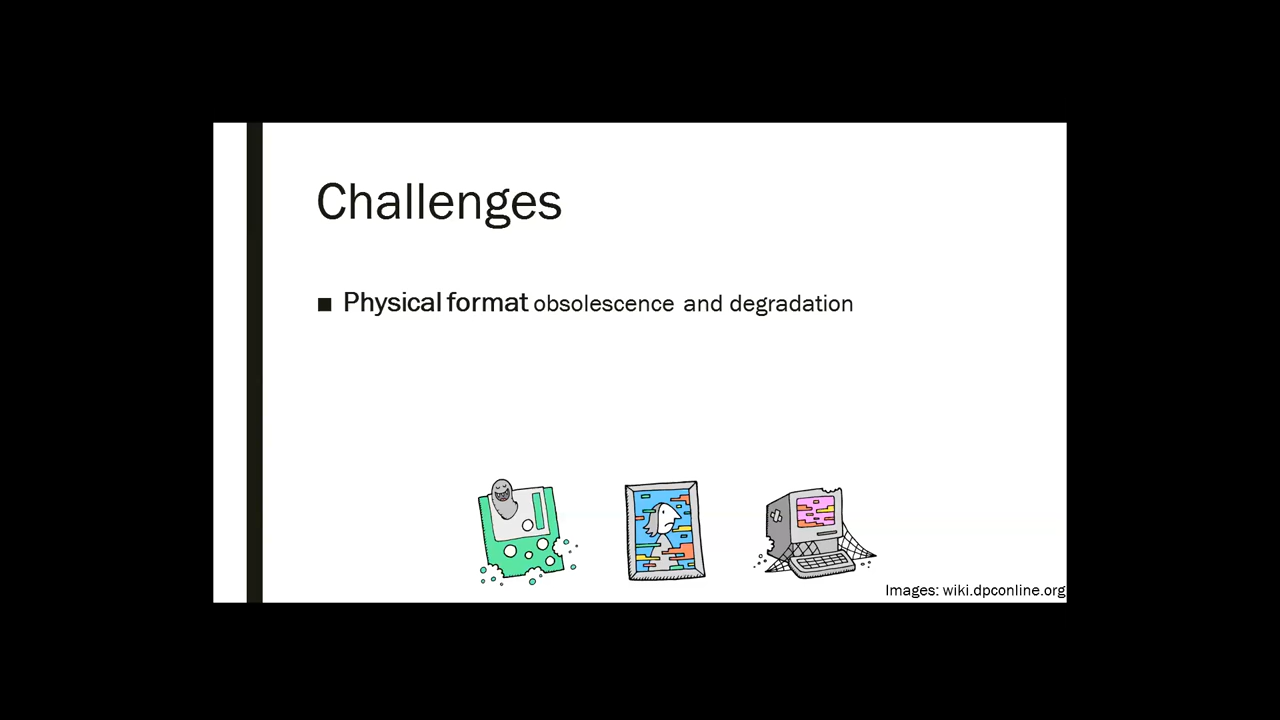 Challenges
■ Physical format obsolescence and degradation
Images: wiki.dpconline.org